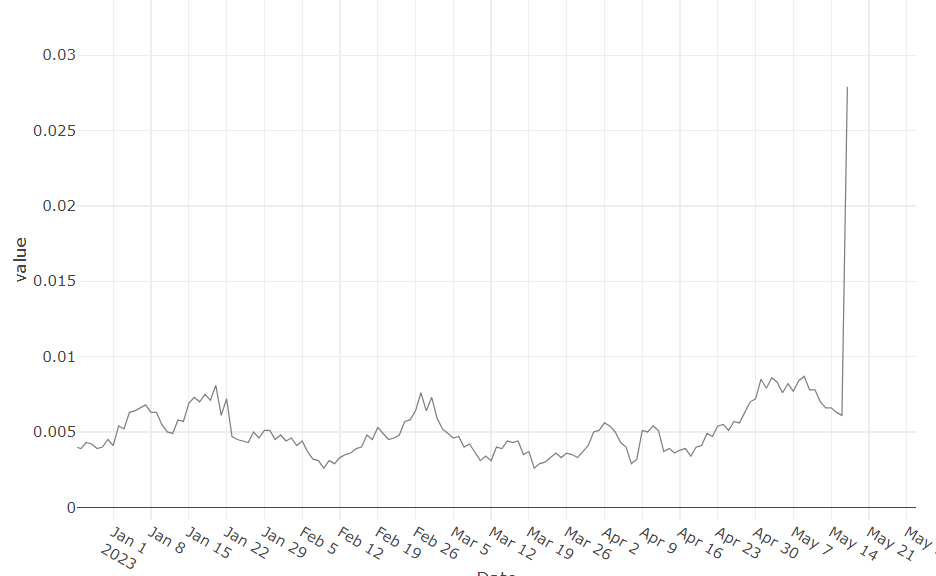 0.03
0.025
0.02
value
0.015
0.01
0.005
0
Jan 1
2023
Jan 8
Jan 15
Jan 22
Jan 29
Feb 5
Feb 12
Feb 19
Feb 26
Mar 5
Mar 12
Mar 19
Mar 26
Apr 2
Apr 9
Apr 16
Apr 23
Apr 30
May 7
May 14
May 21
May
Date